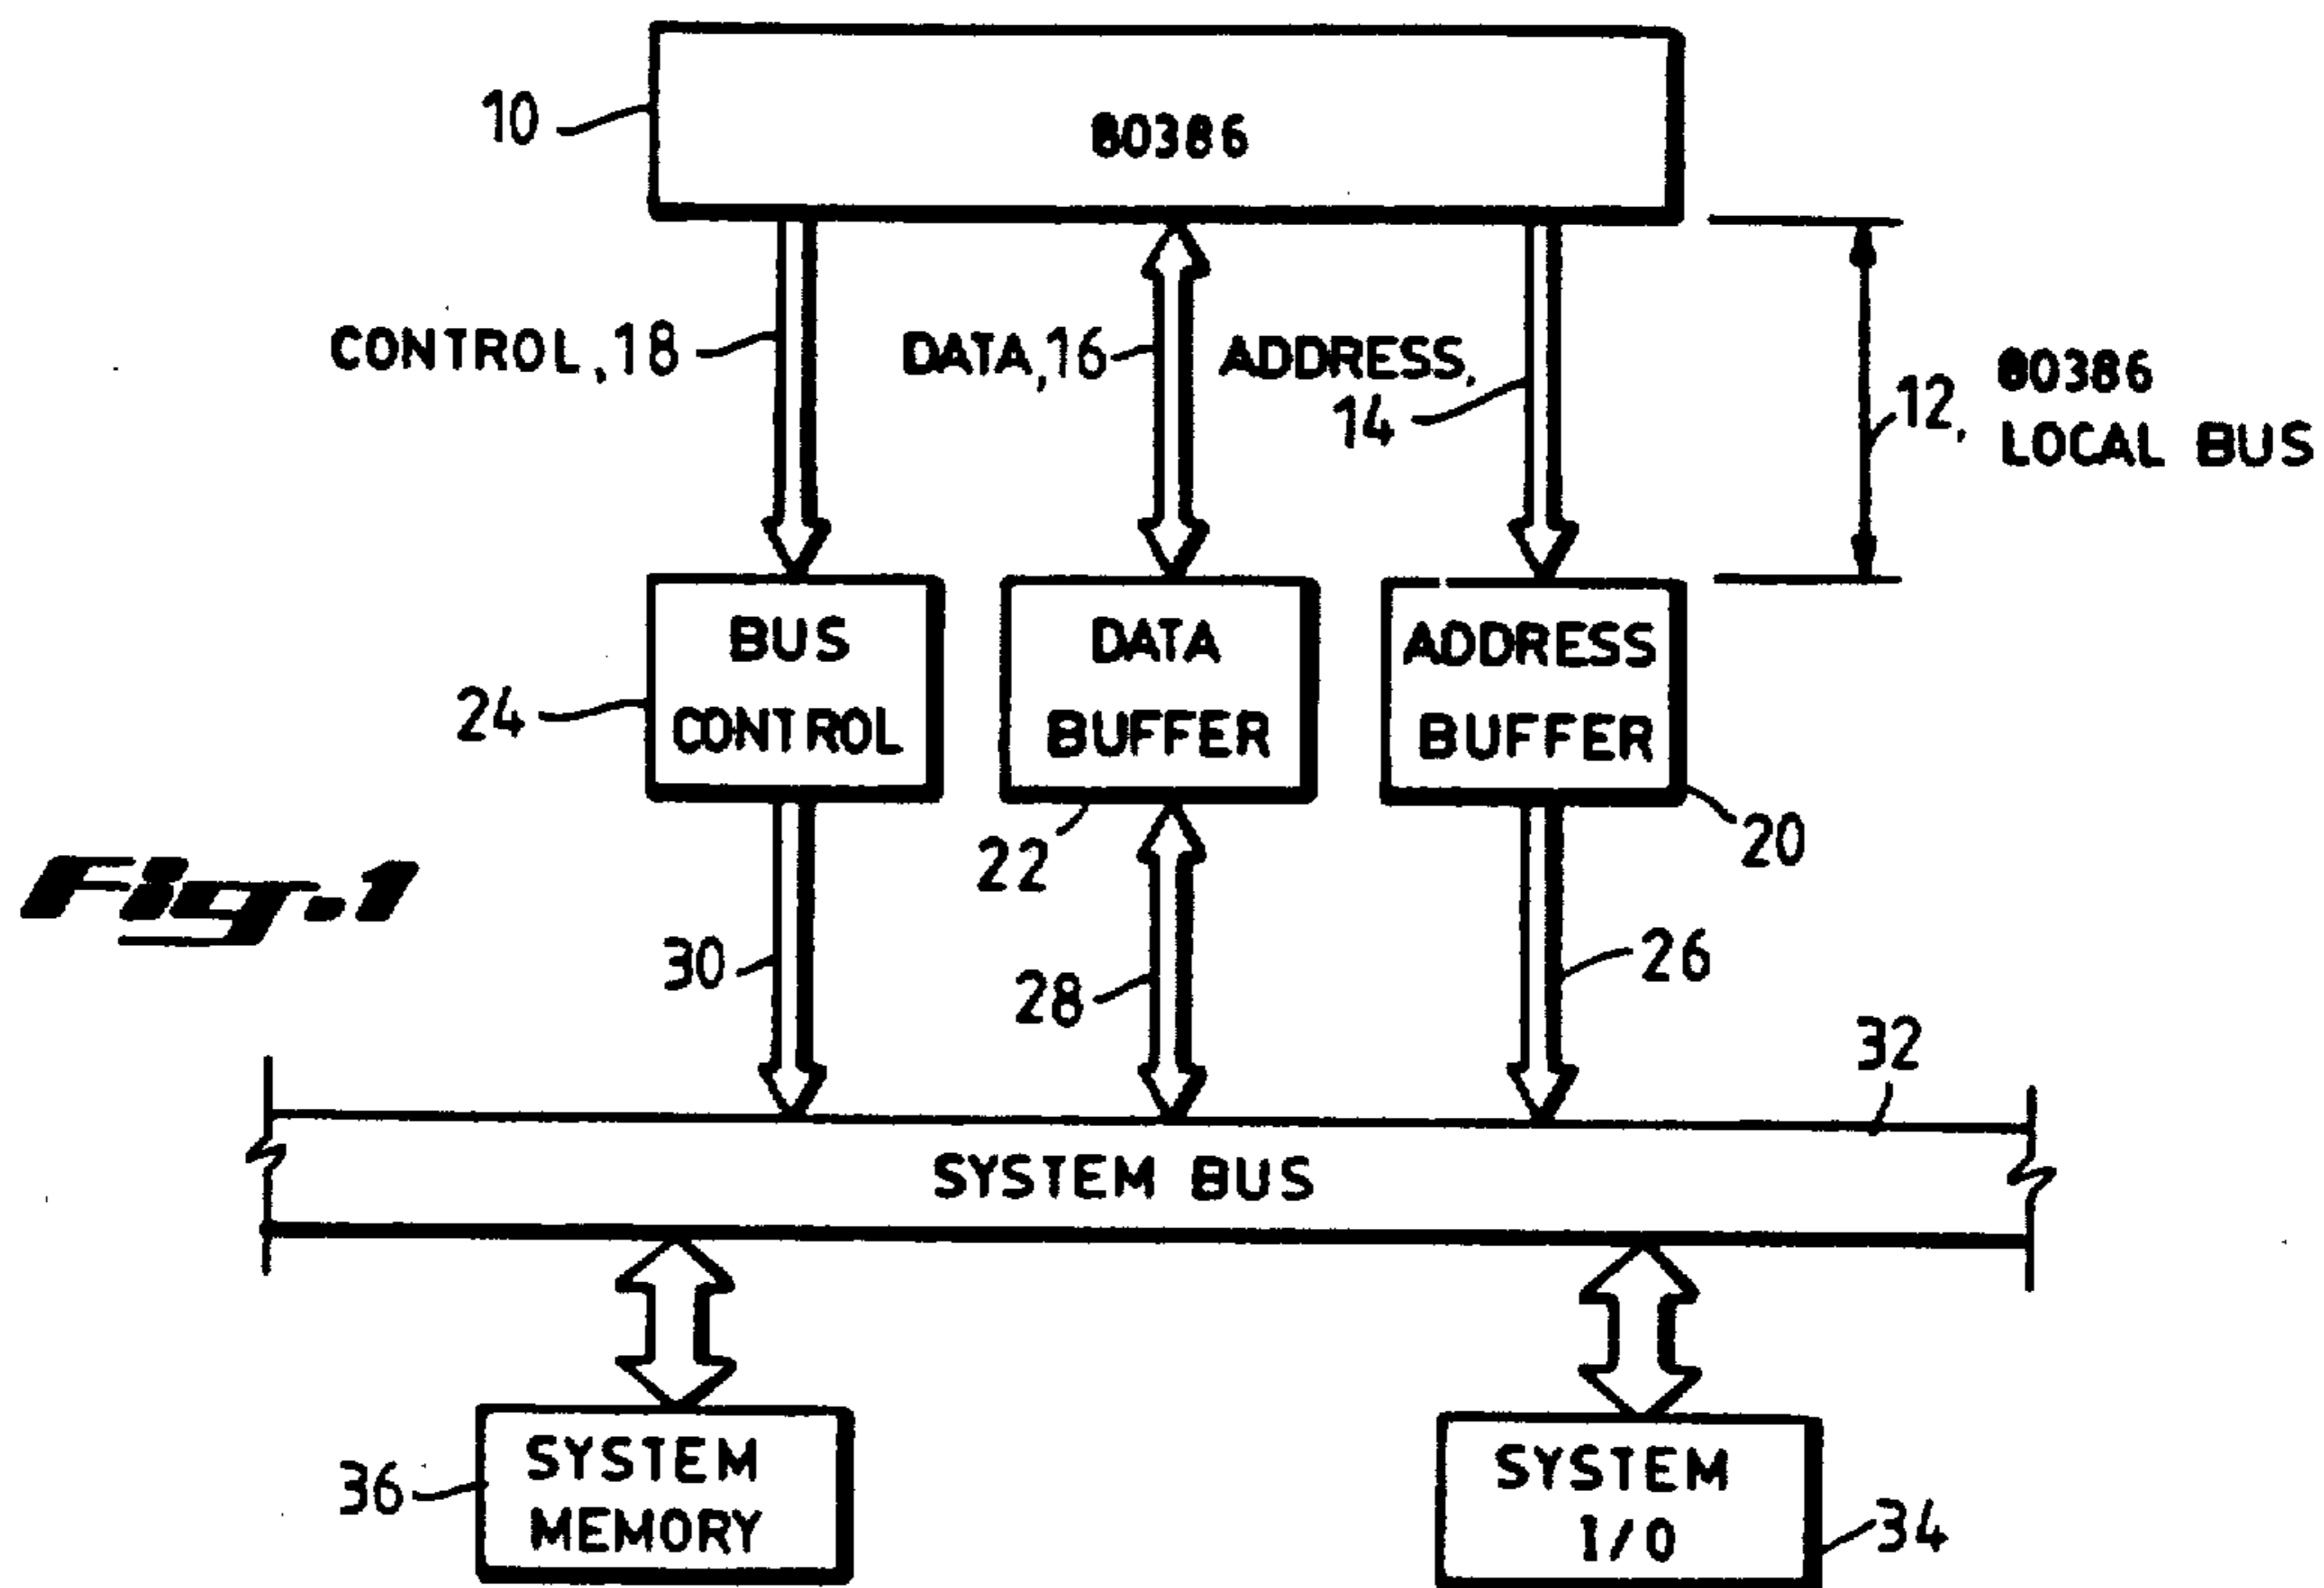 10
80386
CONTROL, 18
DATA, 16
ADDRESS,
14
12, 80386
LOCAL BUS
BUS
CONTROL
24
DATA
BUFFER
22
ADDRESS
BUFFER
20
Fig.-1
30
28
26
32
SYSTEM BUS
36
SYSTEM
MEMORY
SYSTEM
I/O
34